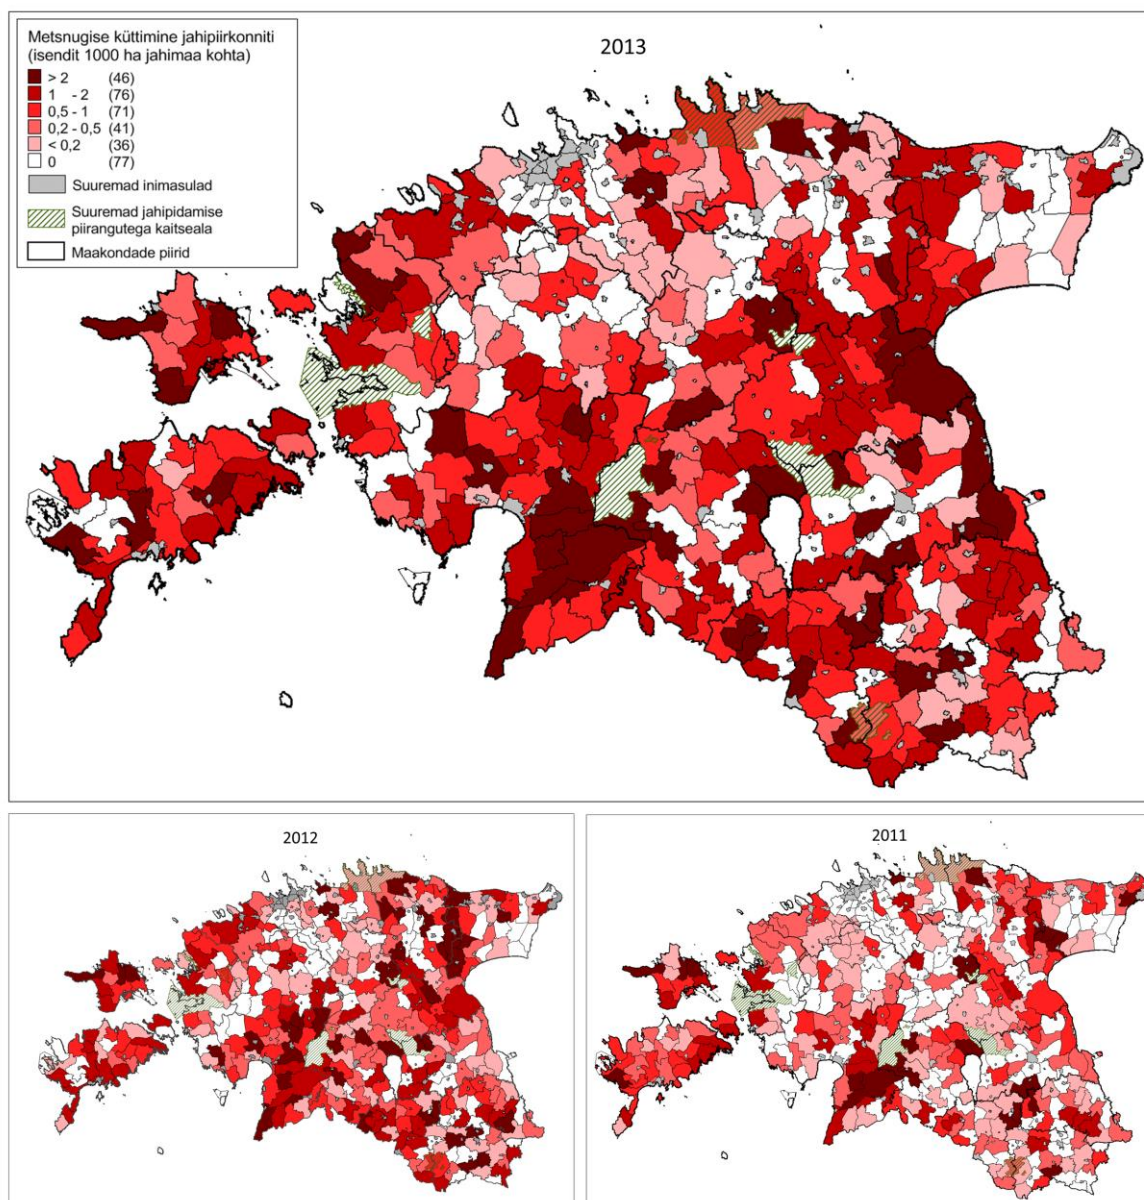 Metsnugise küttimine jahipiirkonniti
(isendit 1000 ha jahimaa kohta)
> 2 (46)
1 - 2 (76)
0,5 - 1 (71)
0,2 - 0,5 (41)
< 0,2 (36)
0 (77)
Suuremad inimasulad
Suuremad jahipidamise
piirangutega kaitseala
Maakondade piirid
2013
2012
2011